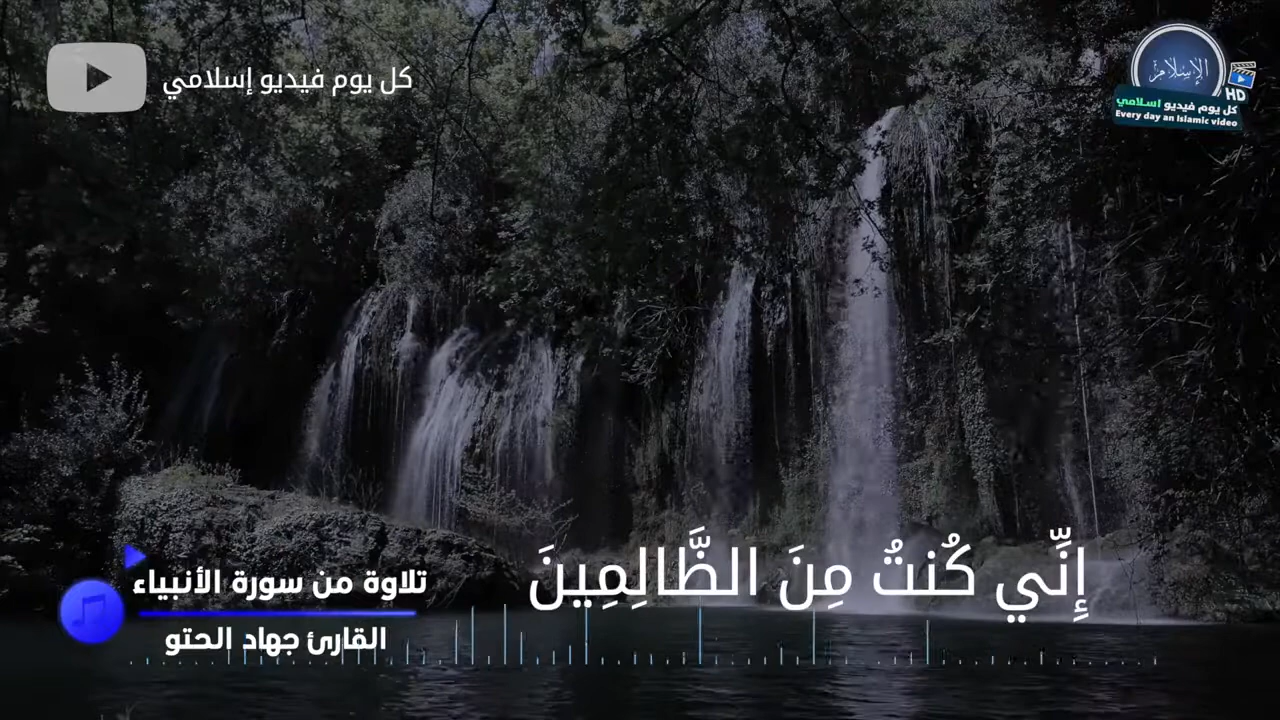 كل يوم فيديو إسلامي
الإسلام
HD
كل يوم فيديو اسلامي
Every day an Islamic video
إِنِّي كُنتُ مِنَ الظَّالِمِينَ
تلاوة من سورة الأنبياء
القارئ جهاد الحتو